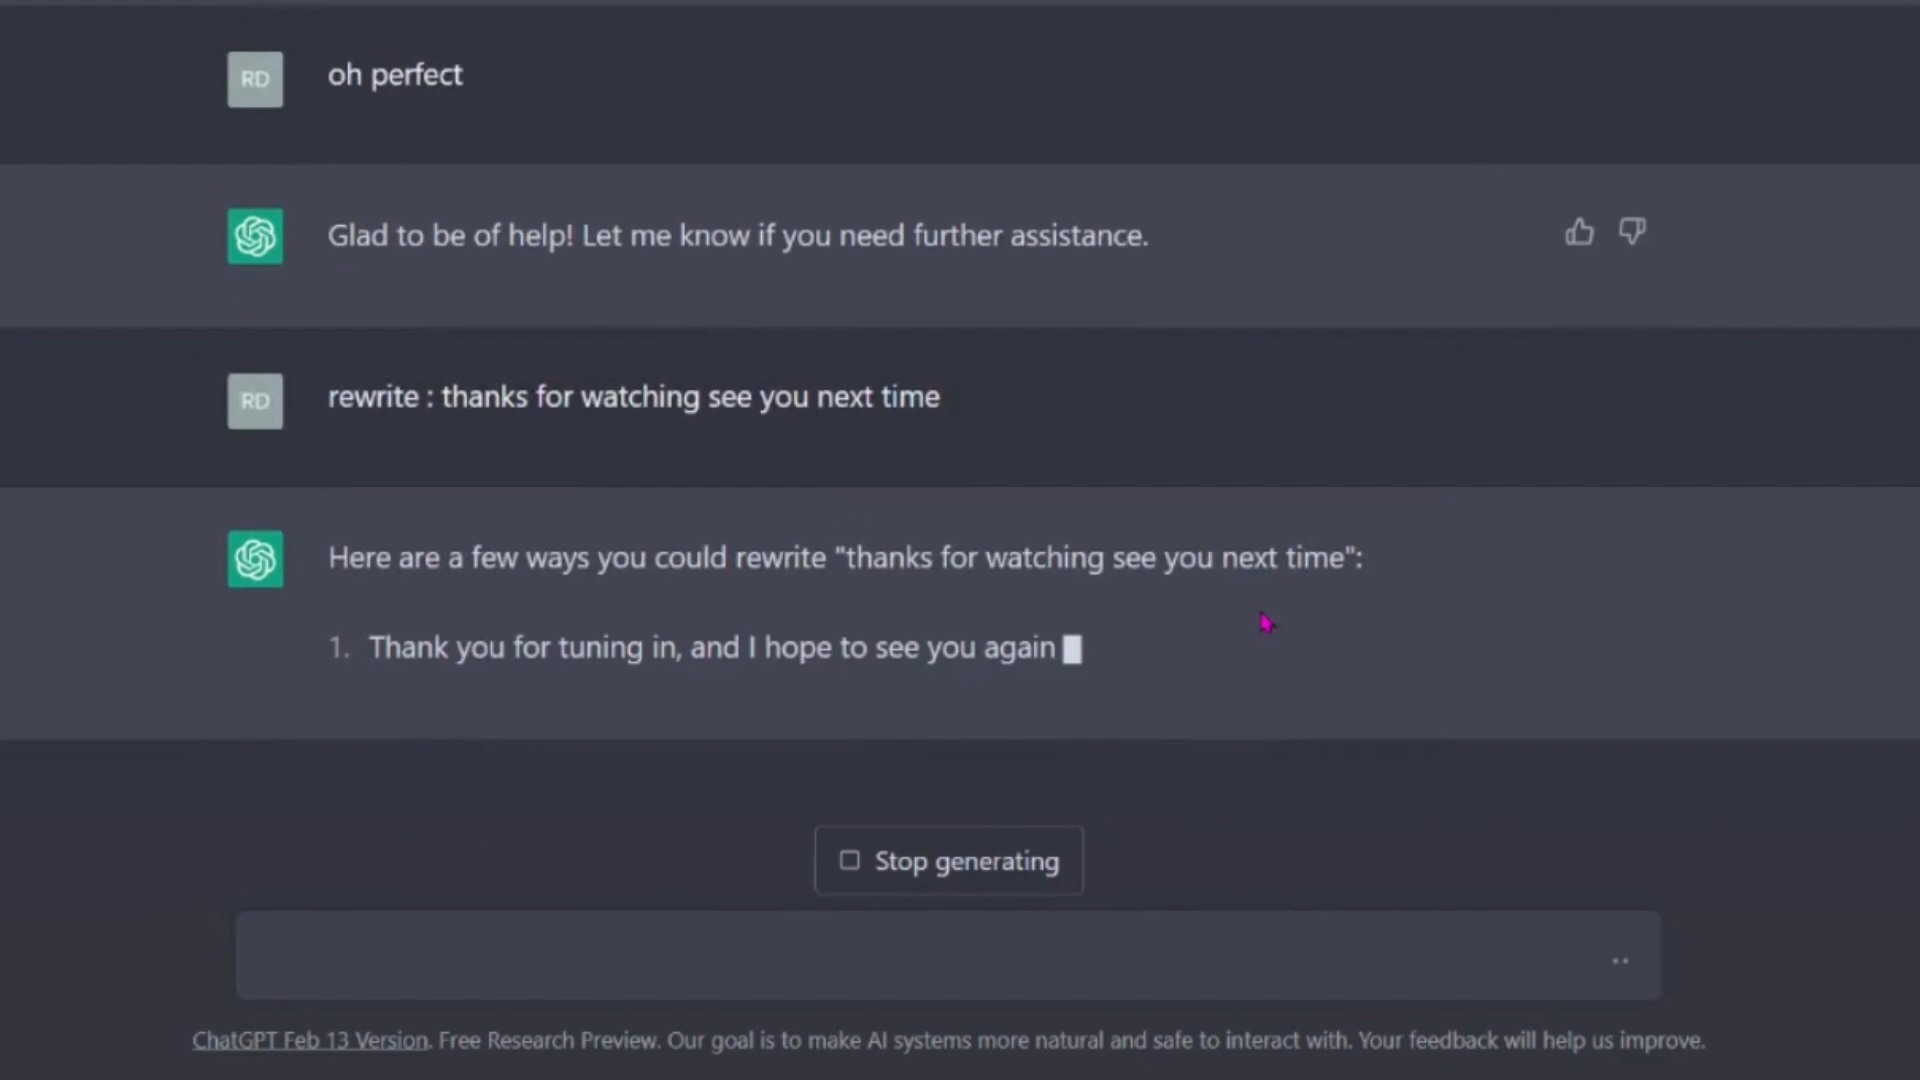 RD
oh perfect
Glad to be of help! Let me know if you need further assistance.
RD
rewrite : thanks for watching see you next time
Here are a few ways you could rewrite "thanks for watching see you next time":
1. Thank you for tuning in, and I hope to see you again
Stop generating
ChatGPT Feb 13 Version. Free Research Preview. Our goal is to make AI systems more natural and safe to interact with. Your feedback will help us improve.